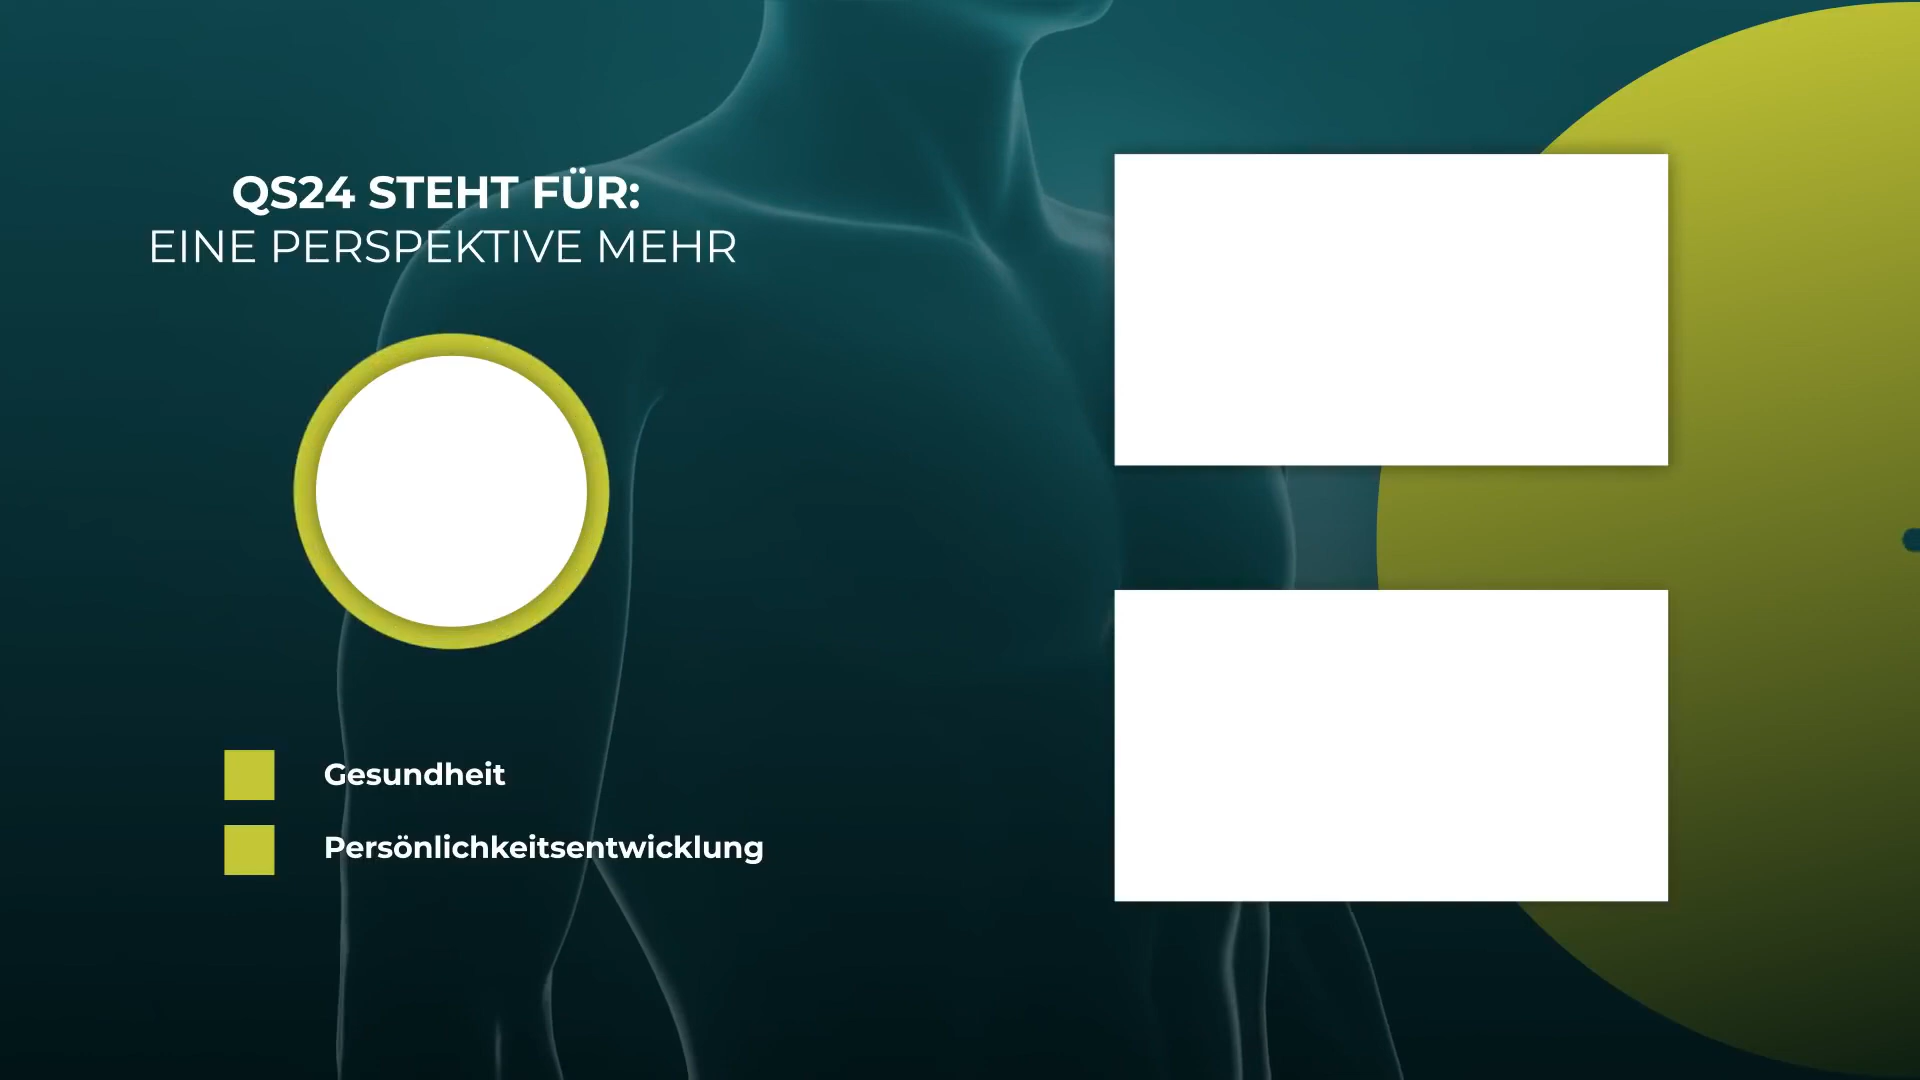 QS24 STEHT FÜR:
EINE PERSPEKTIVE MEHR
Gesundheit
Persönlichkeitsentwicklung